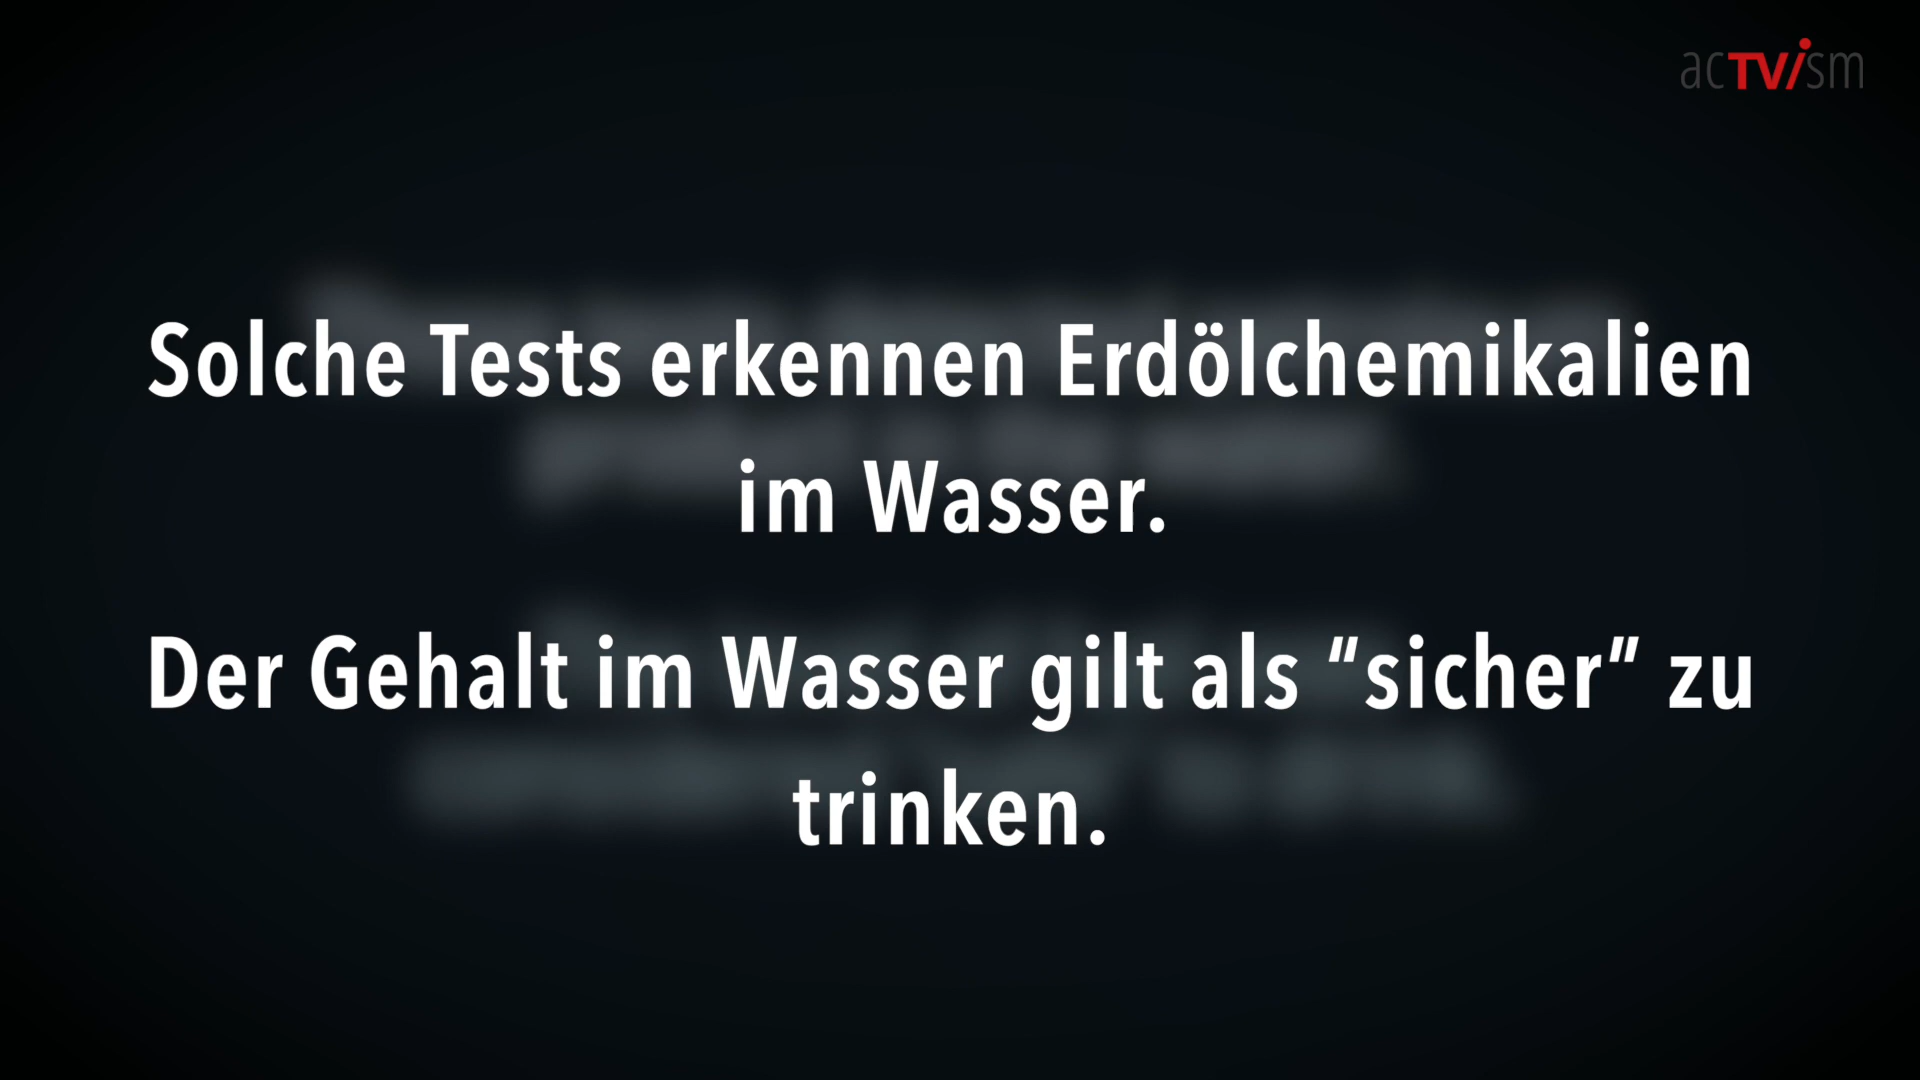 acTVism
Solche Tests erkennen Erdölchemikalien
im Wasser.
Der Gehalt im Wasser gilt als “sicher” zu
trinken.